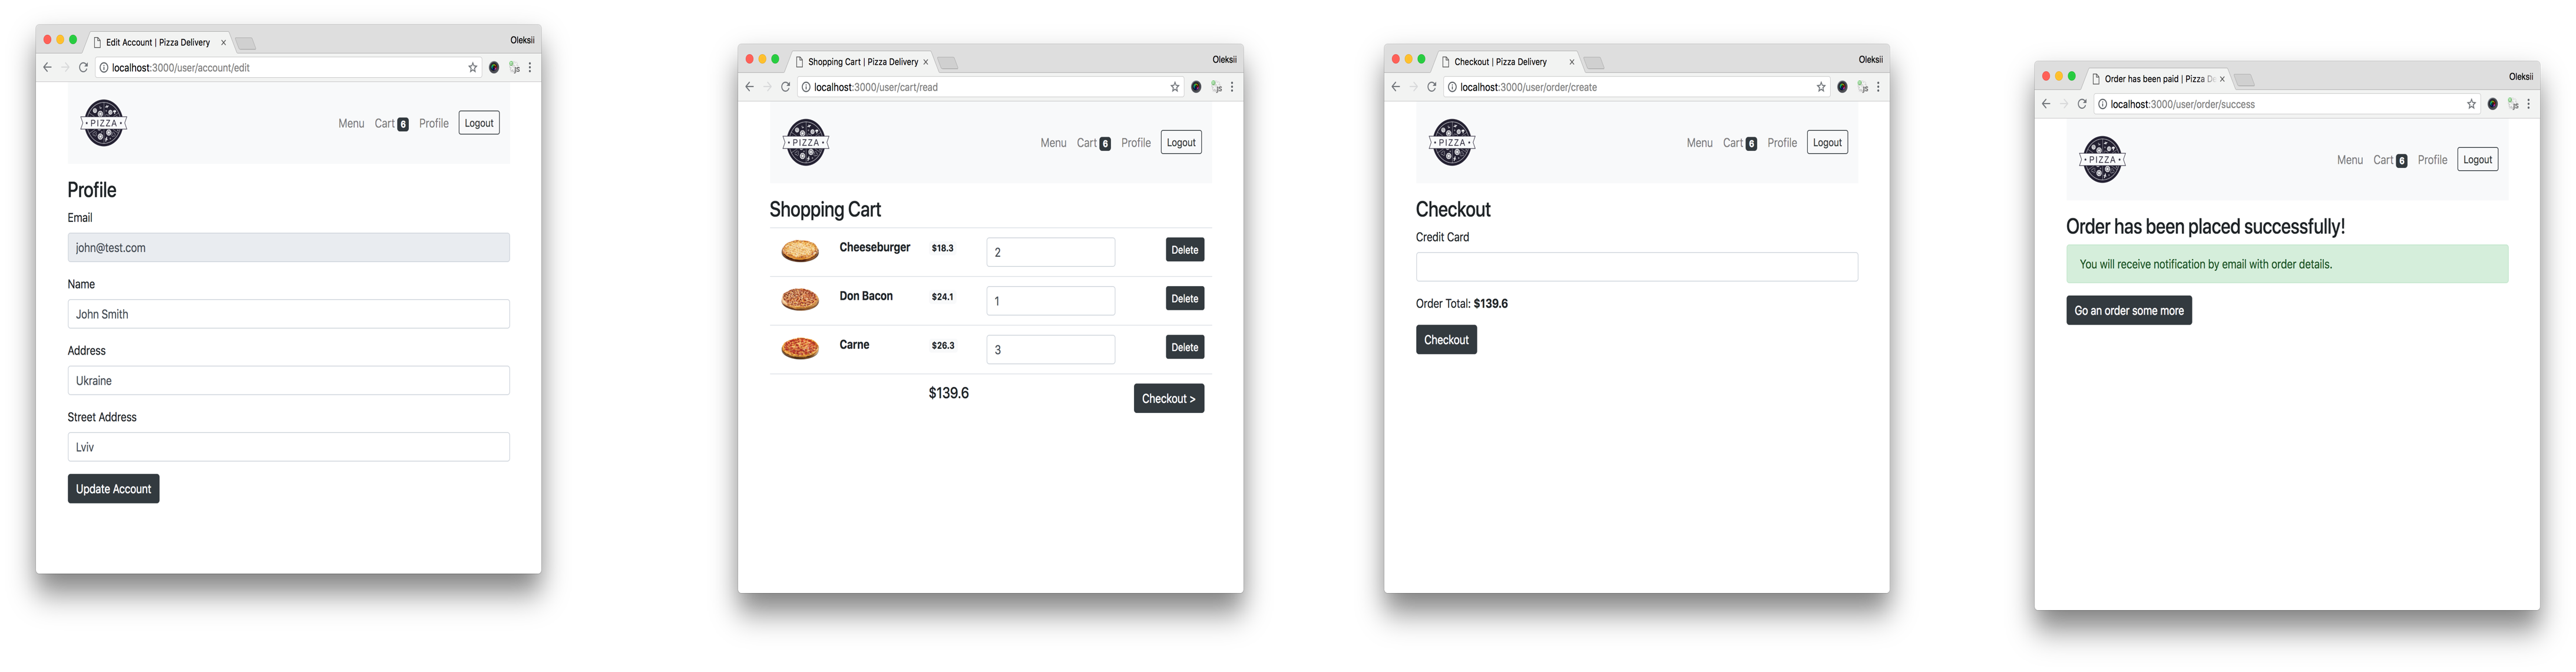 Edit Account | Pizza Delivery
Oleksii
localhost:3000/user/account/edit
PIZZA
Menu Cart 6 Profile Logout
Profile
Email
john@test.com
Name
John Smith
Address
Ukraine
Street Address
Lviv
Update Account
Shopping Cart | Pizza Delivery
Oleksii
localhost:3000/user/cart/read
PIZZA
Menu Cart 6 Profile Logout
Shopping Cart
Cheeseburger $18.3 2 Delete
Don Bacon $24.1 1 Delete
Carne $26.3 3 Delete
$139.6 Checkout >
Checkout | Pizza Delivery
Oleksii
localhost:3000/user/order/create
PIZZA
Menu Cart 6 Profile Logout
Checkout
Credit Card
Order Total: $139.6
Checkout
Order has been paid | Pizza De
Oleksii
localhost:3000/user/order/success
PIZZA
Menu Cart 6 Profile Logout
Order has been placed successfully!
You will receive notification by email with order details.
Go an order some more